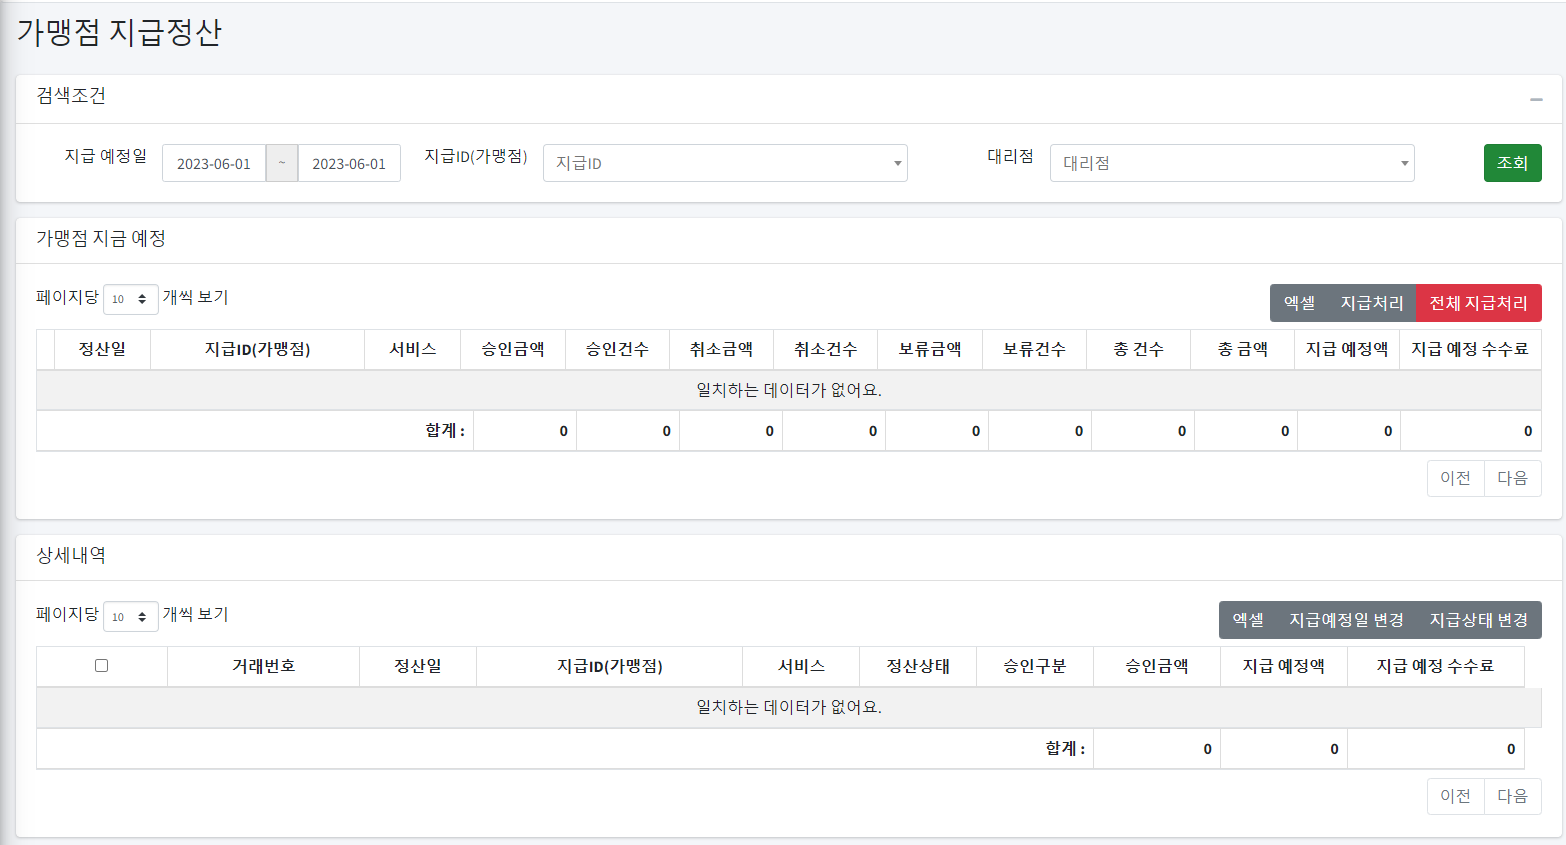 가맹점 지급정산
검색조건
지급 예정일 2023-06-01 ~ 2023-06-01 지급ID(가맹점) 지급ID 대리점 대리점 조회
가맹점 지금 예정
페이지당 10 개씩 보기 엑셀 지급처리 전체 지급처리
정산일 지급ID(가맹점) 서비스 승인금액 승인건수 취소금액 취소건수 보류금액 보류건수 총 건수 총 금액 지급 예정액 지급 예정 수수료
일치하는 데이터가 없어요.
합계 : 0 0 0 0 0 0 0 0 0 0
이전 다음
상세내역
페이지당 10 개씩 보기 엑셀 지급예정일 변경 지급상태 변경
거래번호 정산일 지급ID(가맹점) 서비스 정산상태 승인구분 승인금액 지급 예정액 지급 예정 수수료
일치하는 데이터가 없어요.
합계 : 0 0 0
이전 다음